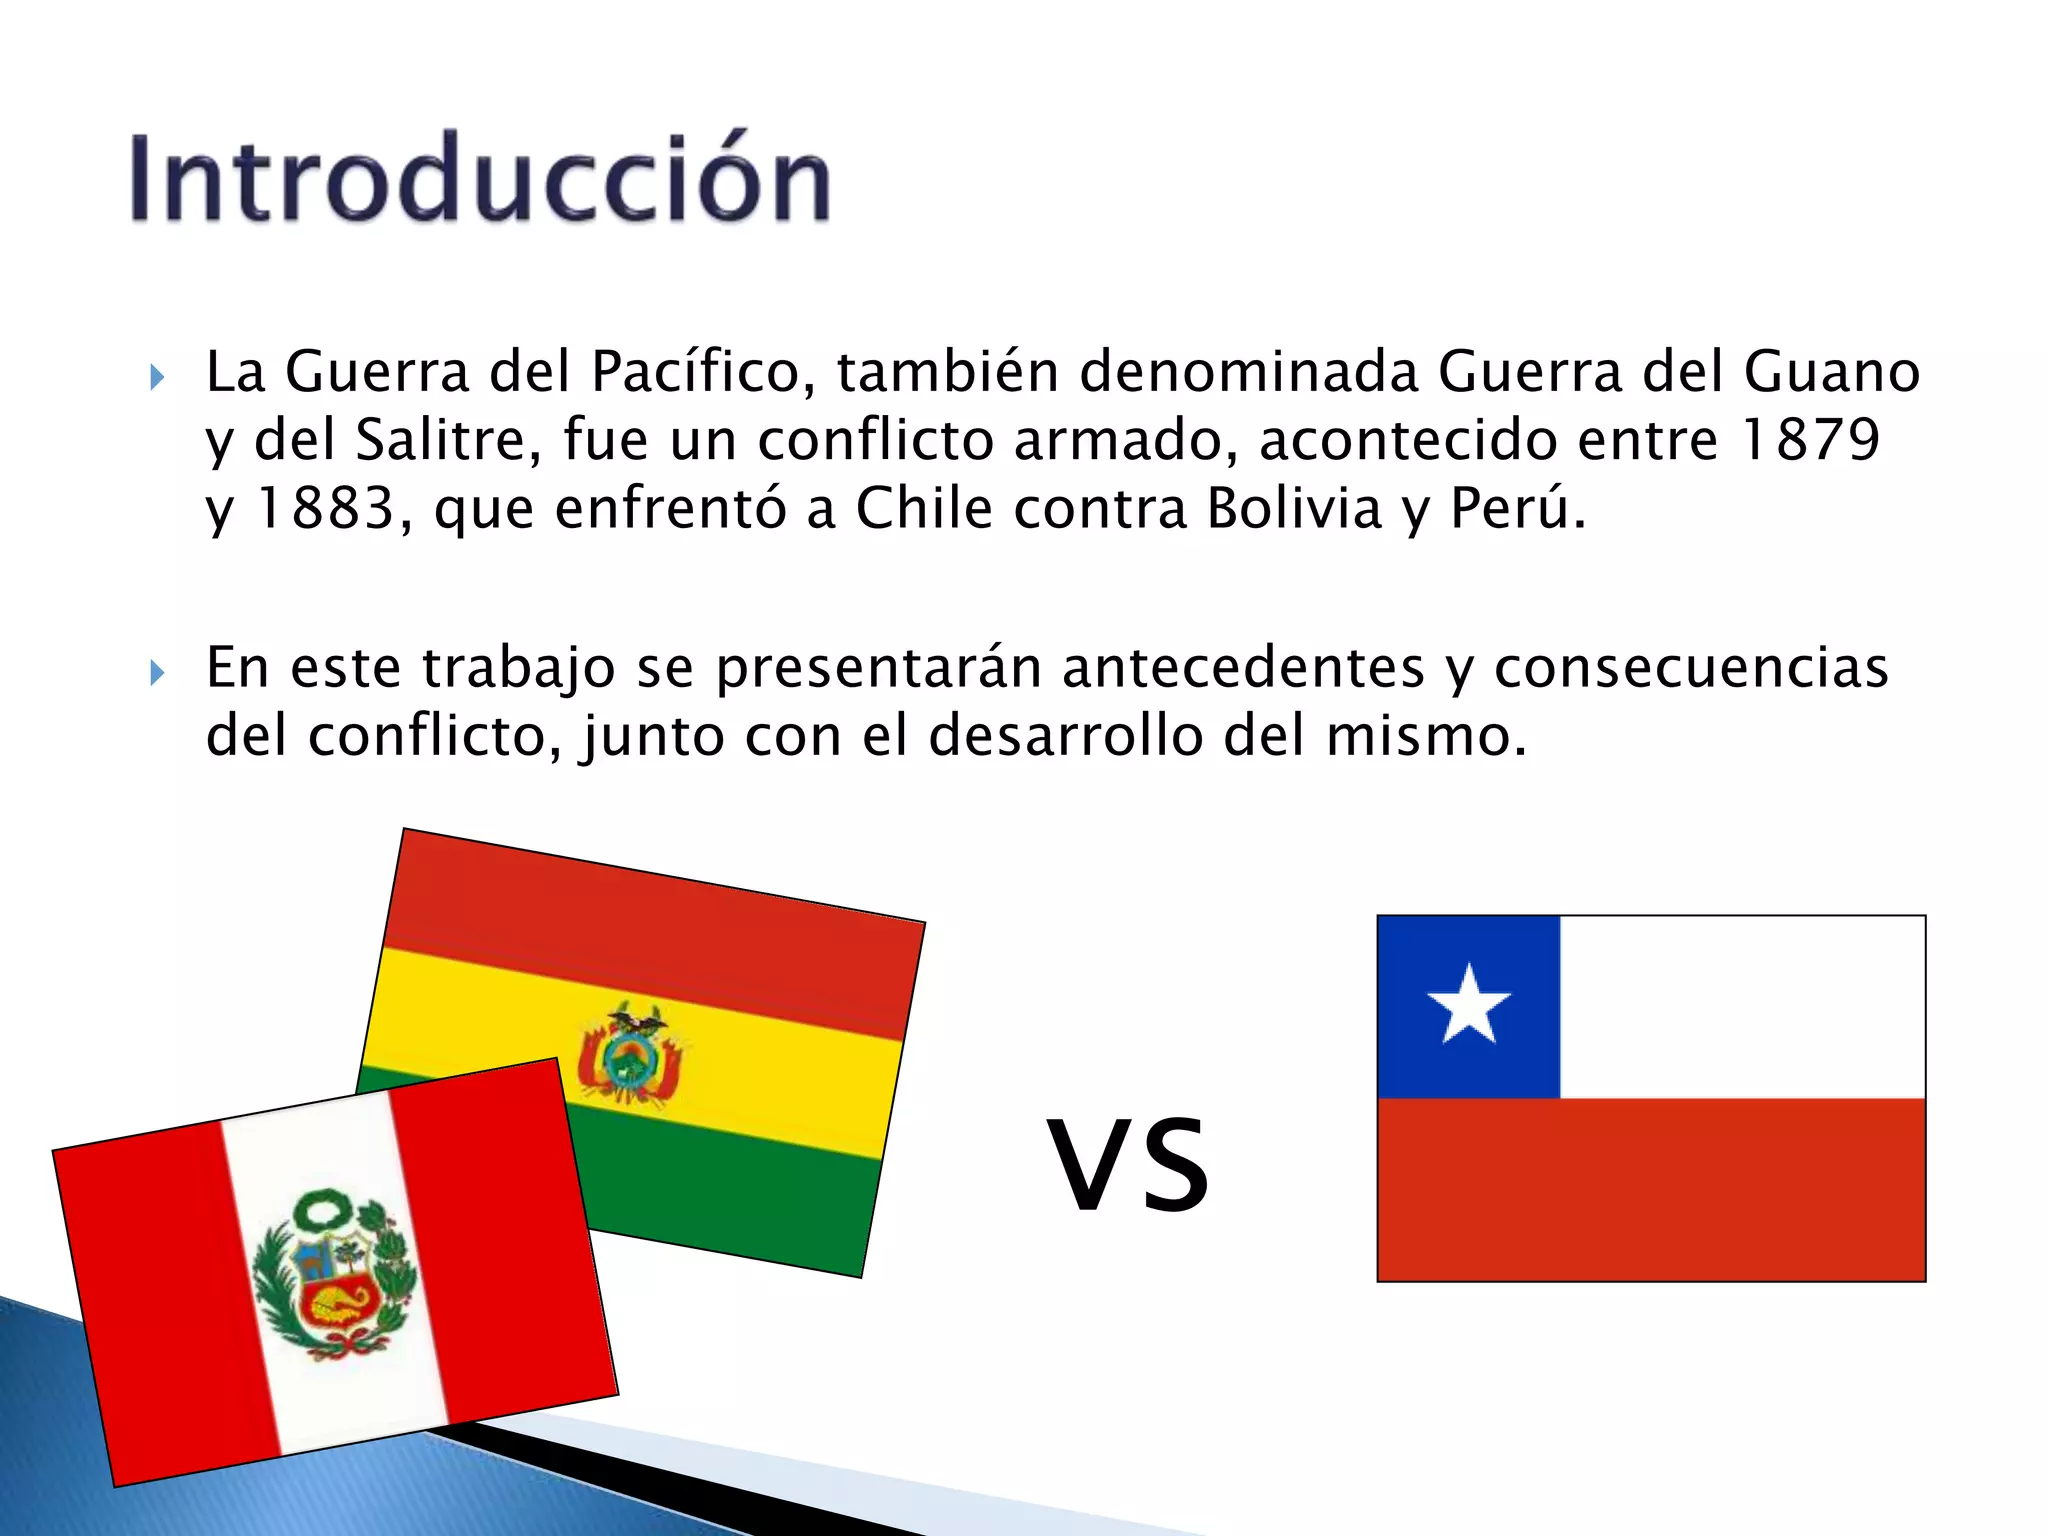 Introducción
La Guerra del Pacífico, también denominada Guerra del Guano
y del Salitre, fue un conflicto armado, acontecido entre 1879
y 1883, que enfrentó a Chile contra Bolivia y Perú.
En este trabajo se presentarán antecedentes y consecuencias
del conflicto, junto con el desarrollo del mismo.
vs